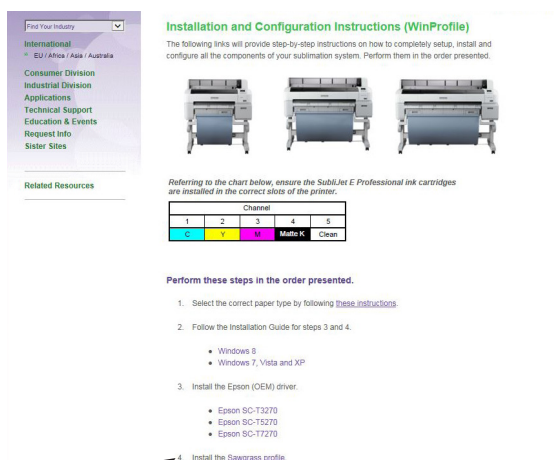 Find Your Industry
International
EU / Africa / Asia / Australia
Consumer Division
Industrial Division
Applications
Technical Support
Education & Events
Request Info
Sister Sites
Related Resources
Installation and Configuration Instructions (WinProfile)
The following links will provide step-by-step instructions on how to completely setup, install and
configure all the components of your sublimation system. Perform them in the order presented.
Referring to the chart below, ensure the SubliJet E Professional ink cartridges
are installed in the correct slots of the printer.
Channel
1 2 3 4 5
C Y M Matte K Clean
Perform these steps in the order presented.
1. Select the correct paper type by following these instructions.
2. Follow the Installation Guide for steps 3 and 4.
• Windows 8
• Windows 7, Vista and XP
3. Install the Epson (OEM) driver.
• Epson SC-T3270
• Epson SC-T5270
• Epson SC-T7270
4. Install the Sawgrass profile